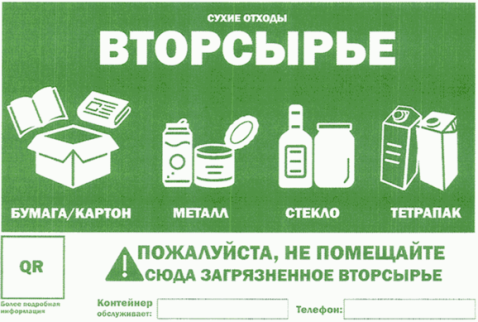 СУХИЕ ОТХОДЫ
ВТОРСЫРЬЕ
БУМАГА/КАРТОН МЕТАЛЛ СТЕКЛО ТЕТРАПАК
QR
ПОЖАЛУЙСТА, НЕ ПОМЕЩАЙТЕ
СЮДА ЗАГРЯЗНЕННОЕ ВТОРСЫРЬЕ
Более подробная
информация
Контейнер
обслуживает:
Телефон: